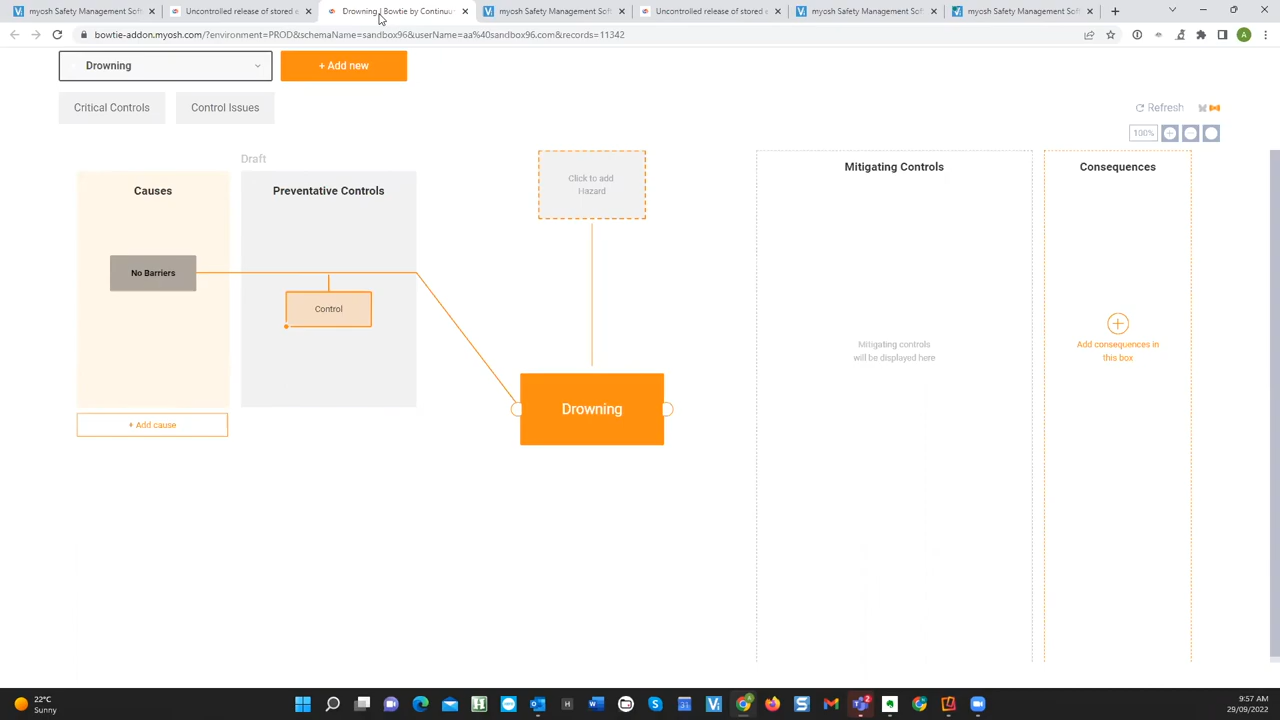 myosh Safety Management Softw
Uncontrolled release of stored e
Drowning | Bowtie by Continuu
myosh Safety Management Softw
Uncontrolled release of stored e
myosh Safety Management Softw
myosh Safety Management Softw
bowtie-addon.myosh.com/?environment=PROD&schemaName=sandbox96&userName=aa%40sandbox96.com&records=11342
A
Drowning
+ Add new
Critical Controls
Control Issues
Refresh
100%
Draft
Causes
Preventative Controls
Click to add
Hazard
Mitigating Controls
Consequences
No Barriers
Control
Mitigating controls
will be displayed here
Add consequences in
this box
Drowning
+ Add cause
22°C
Sunny
9:57 AM
29/09/2022